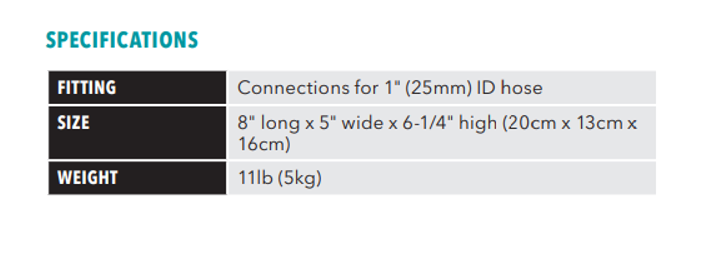 SPECIFICATIONS
FITTING Connections for 1" (25mm) ID hose
SIZE 8" long x 5" wide x 6-1/4" high (20cm x 13cm x
16cm)
WEIGHT 11lb (5kg)